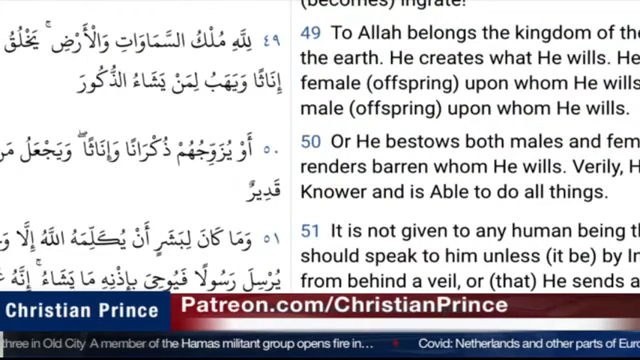 (becomes) ingrate!
٤٩ لِلَّهِ مُلْكُ السَّمَاوَاتِ وَالْأَرْضِ ۚ يَخْلُقُ
إِنَاثًا وَيَهَبُ لِمَن يَشَاءُ الذُّكُورَ
٥٠ أَوْ يُزَوِّجُهُمْ ذُكْرَانًا وَإِنَاثًا ۖ وَيَجْعَلُ مَن
قَدِيرٌ
٥١ وَمَا كَانَ لِبَشَرٍ أَن يُكَلِّمَهُ اللَّهُ إِلَّا
يُرْسِلَ رَسُولًا فَيُوحِيَ بِإِذْنِهِ مَا يَشَاءُ ۚ إِنَّهُ
49 To Allah belongs the kingdom of the
the earth. He creates what He wills. He
female (offspring) upon whom He wills
male (offspring) upon whom He wills.
50 Or He bestows both males and fem
renders barren whom He wills. Verily, H
Knower and is Able to do all things.
51 It is not given to any human being th
should speak to him unless (it be) by In
from behind a veil, or (that) He sends a
Christian Prince
Patreon.com/ChristianPrince
three in Old City A member of the Hamas militant group opens fire in… Covid: Netherlands and other parts of Euro